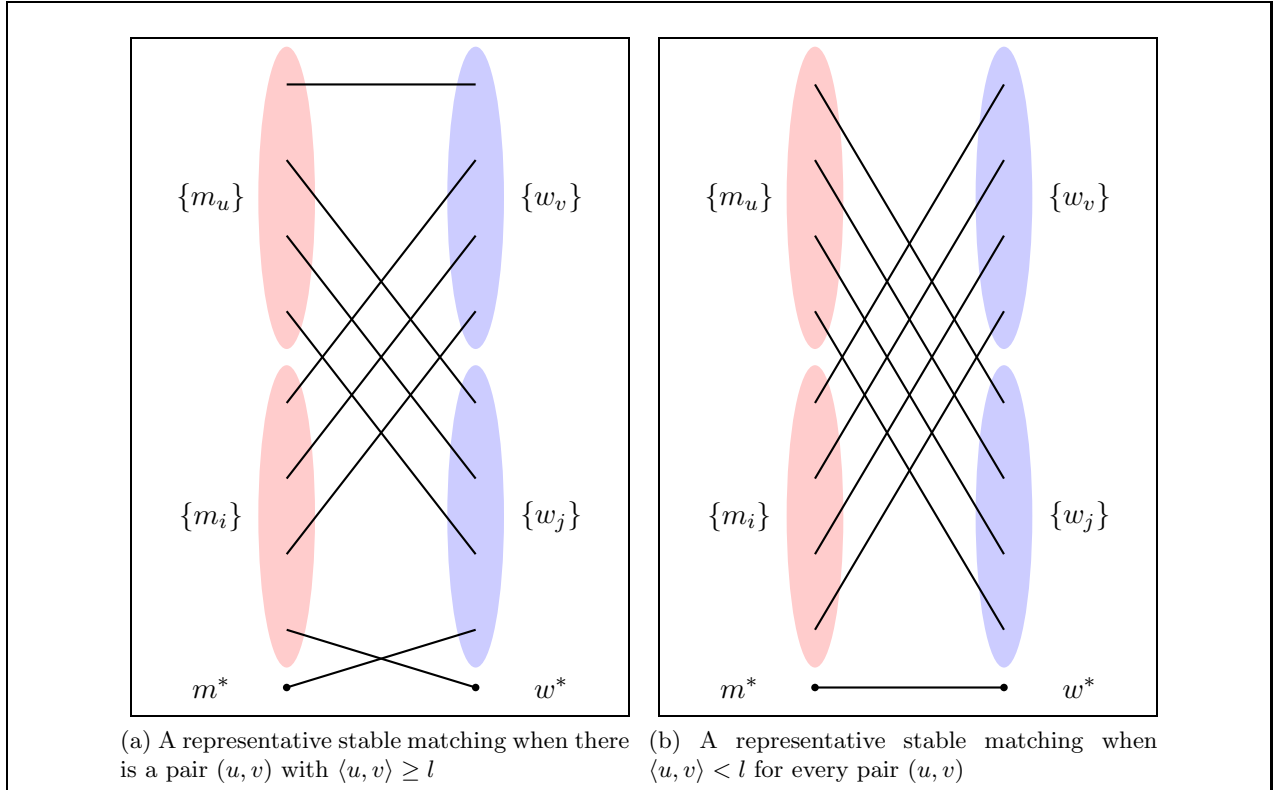 {m_u} {w_v} {m_u} {w_v}
{m_i} {w_j} {m_i} {w_j}
m* w* m* w*
(a) A representative stable matching when there
is a pair (u, v) with ⟨u, v⟩ ≥ l
(b) A representative stable matching when
⟨u, v⟩ < l for every pair (u, v)